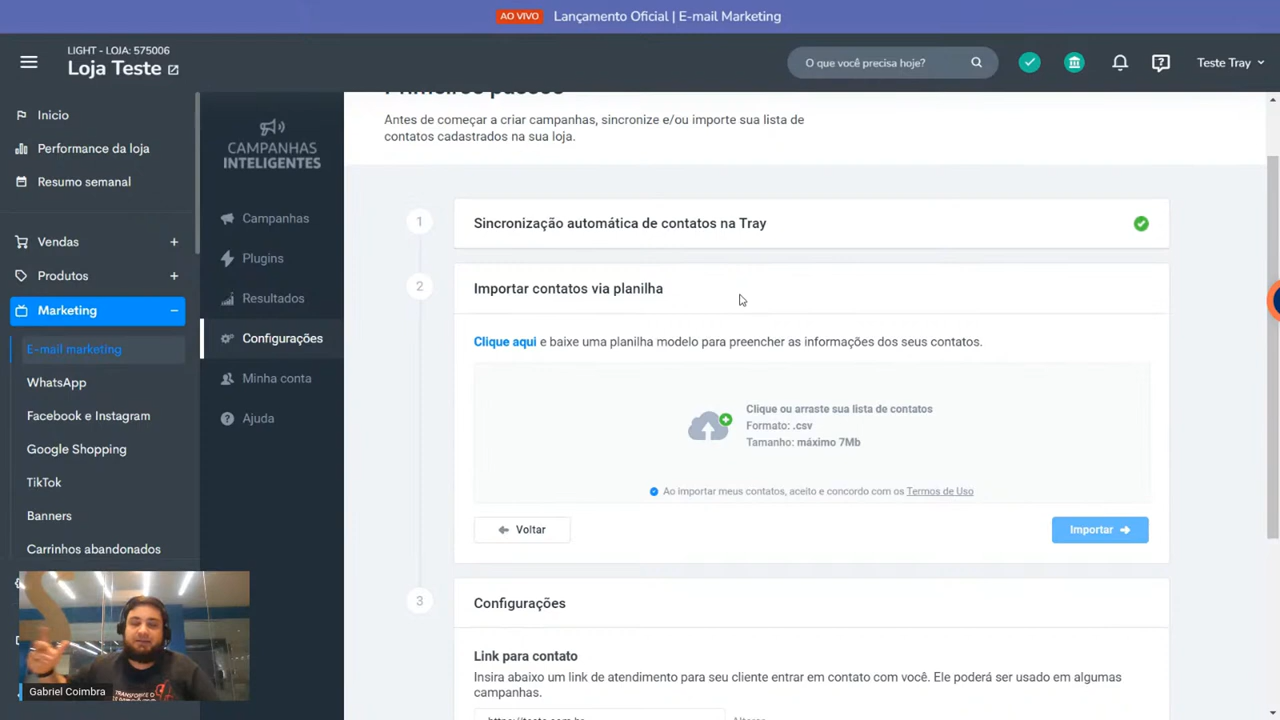 AO VIVO Lançamento Oficial | E-mail Marketing
LIGHT - LOJA: 575006
Loja Teste
O que você precisa hoje?
Teste Tray
Inicio
Performance da loja
Resumo semanal
Vendas +
Produtos +
Marketing −
E-mail marketing
WhatsApp
Facebook e Instagram
Google Shopping
TikTok
Banners
Carrinhos abandonados
CAMPANHAS
INTELIGENTES
Campanhas
Plugins
Resultados
Configurações
Minha conta
Ajuda
Primeiros passos
Antes de começar a criar campanhas, sincronize e/ou importe sua lista de
contatos cadastrados na sua loja.
1
Sincronização automática de contatos na Tray
2
Importar contatos via planilha
Clique aqui e baixe uma planilha modelo para preencher as informações dos seus contatos.
Clique ou arraste sua lista de contatos
Formato: .csv
Tamanho: máximo 7Mb
Ao importar meus contatos, aceito e concordo com os Termos de Uso
Voltar
Importar
3
Configurações
Link para contato
Insira abaixo um link de atendimento para seu cliente entrar em contato com você. Ele poderá ser usado em algumas
campanhas.
Gabriel Coimbra